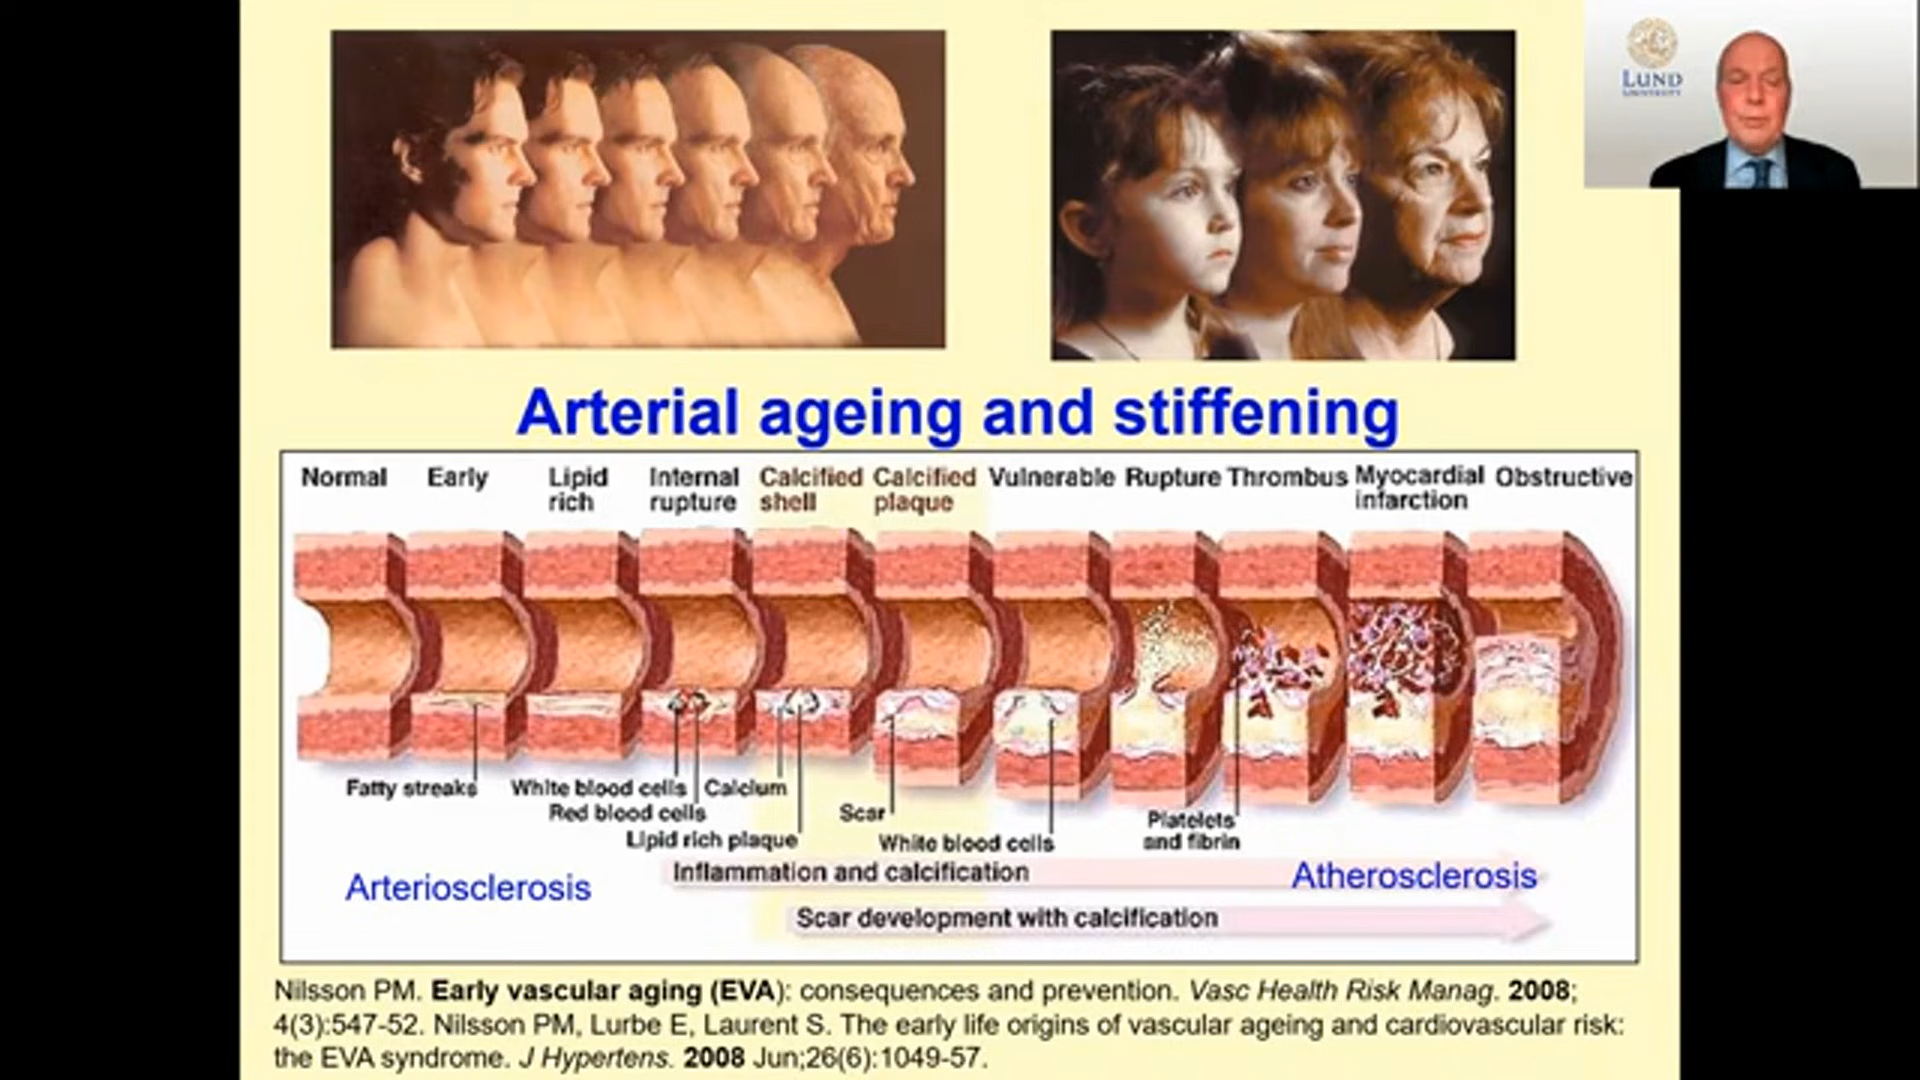 LUND
UNIVERSITY
Arterial ageing and stiffening
Normal Early Lipid rich Internal rupture Calcified shell Calcified plaque Vulnerable Rupture Thrombus Myocardial infarction Obstructive
Fatty streaks
White blood cells
Calcium
Red blood cells
Lipid rich plaque
Scar
White blood cells
Platelets
and fibrin
Inflammation and calcification
Arteriosclerosis
Atherosclerosis
Scar development with calcification
Nilsson PM. Early vascular aging (EVA): consequences and prevention. Vasc Health Risk Manag. 2008;
4(3):547-52. Nilsson PM, Lurbe E, Laurent S. The early life origins of vascular ageing and cardiovascular risk:
the EVA syndrome. J Hypertens. 2008 Jun;26(6):1049-57.